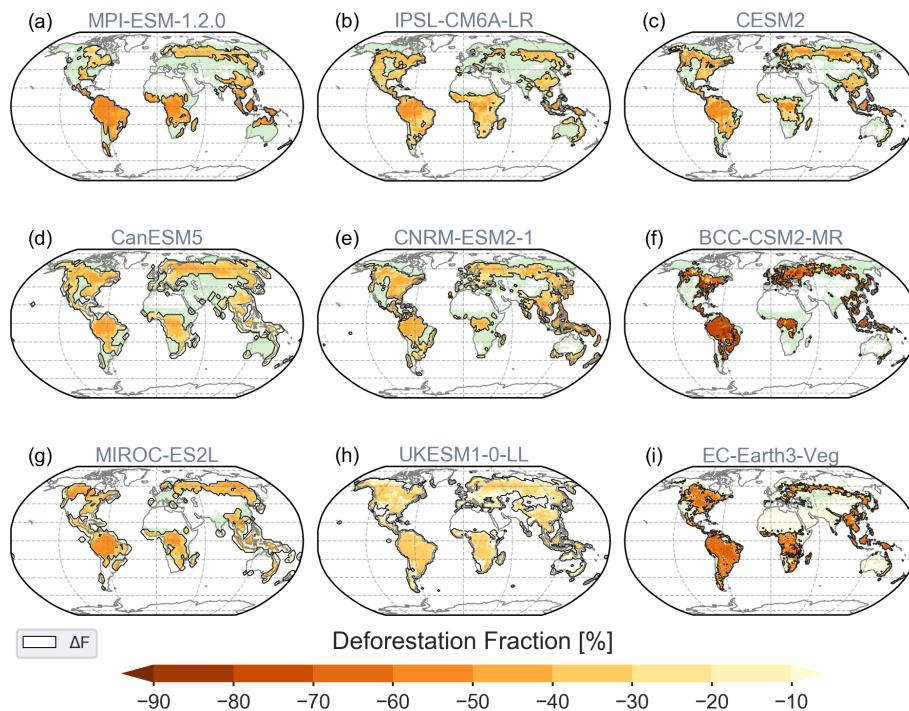 (a) MPI-ESM-1.2.0
(b) IPSL-CM6A-LR
(c) CESM2
(d) CanESM5
(e) CNRM-ESM2-1
(f) BCC-CSM2-MR
(g) MIROC-ES2L
(h) UKESM1-0-LL
(i) EC-Earth3-Veg
ΔF
Deforestation Fraction [%]
−90 −80 −70 −60 −50 −40 −30 −20 −10